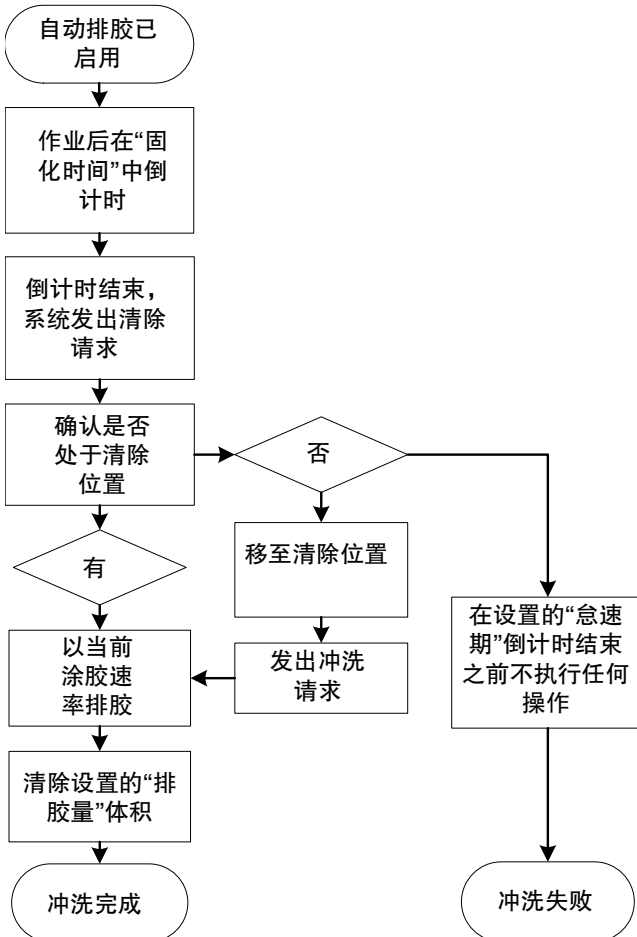 自动排胶已
启用
作业后在“固
化时间”中倒
计时
倒计时结束，
系统发出清除
请求
确认是否
处于清除
位置
否
有
移至清除位置
以当前
涂胶速
率排胶
发出冲洗
请求
在设置的“怠速
期”倒计时结束
之前不执行任何
操作
清除设置的“排
胶量”体积
冲洗完成
冲洗失败